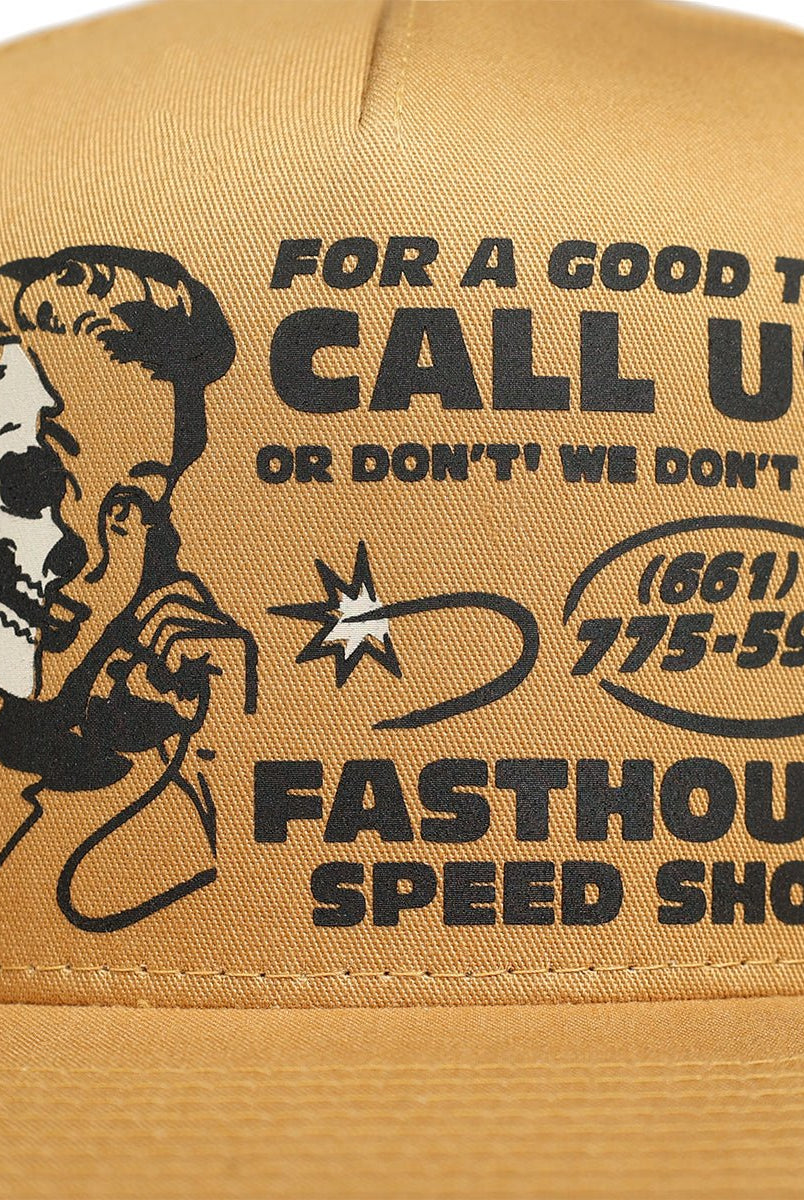 FOR A GOOD T
CALL U
OR DON'T' WE DON'T
(661)
775-59
FASTHOU
SPEED SHO